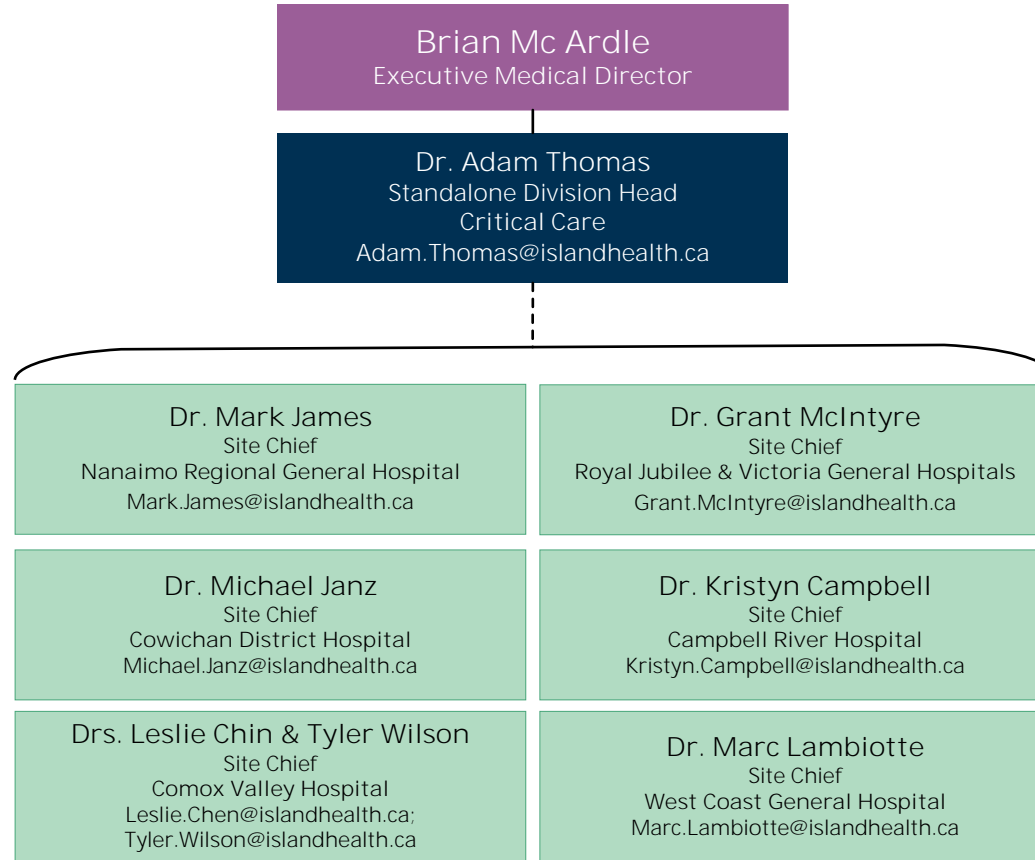 Brian Mc Ardle
Executive Medical Director
Dr. Adam Thomas
Standalone Division Head
Critical Care
Adam.Thomas@islandhealth.ca
Dr. Mark James
Site Chief
Nanaimo Regional General Hospital
Mark.James@islandhealth.ca
Dr. Grant McIntyre
Site Chief
Royal Jubilee & Victoria General Hospitals
Grant.McIntyre@islandhealth.ca
Dr. Michael Janz
Site Chief
Cowichan District Hospital
Michael.Janz@islandhealth.ca
Dr. Kristyn Campbell
Site Chief
Campbell River Hospital
Kristyn.Campbell@islandhealth.ca
Drs. Leslie Chin & Tyler Wilson
Site Chief
Comox Valley Hospital
Leslie.Chen@islandhealth.ca;
Tyler.Wilson@islandhealth.ca
Dr. Marc Lambiotte
Site Chief
West Coast General Hospital
Marc.Lambiotte@islandhealth.ca